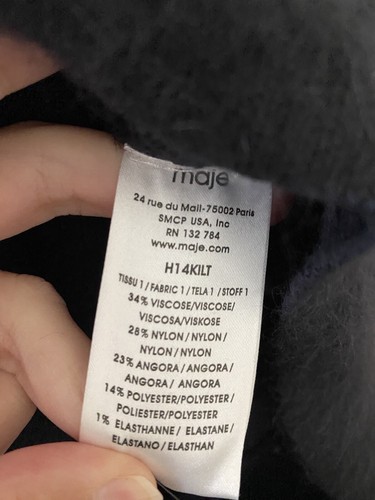 maje
24 rue du Mail-75002 Paris
SMCP USA, Inc
RN 132 784
www.maje.com
H14KILT
TISSU 1 / FABRIC 1 / TELA 1 / STOFF 1
34% VISCOSE/VISCOSE/
VISCOSA/VISKOSE
28% NYLON / NYLON /
NYLON / NYLON
23% ANGORA / ANGORA /
ANGORA / ANGORA
14% POLYESTER/POLYESTER /
POLIESTER/POLYESTER
1% ELASTHANNE / ELASTANE /
ELASTANO / ELASTHAN